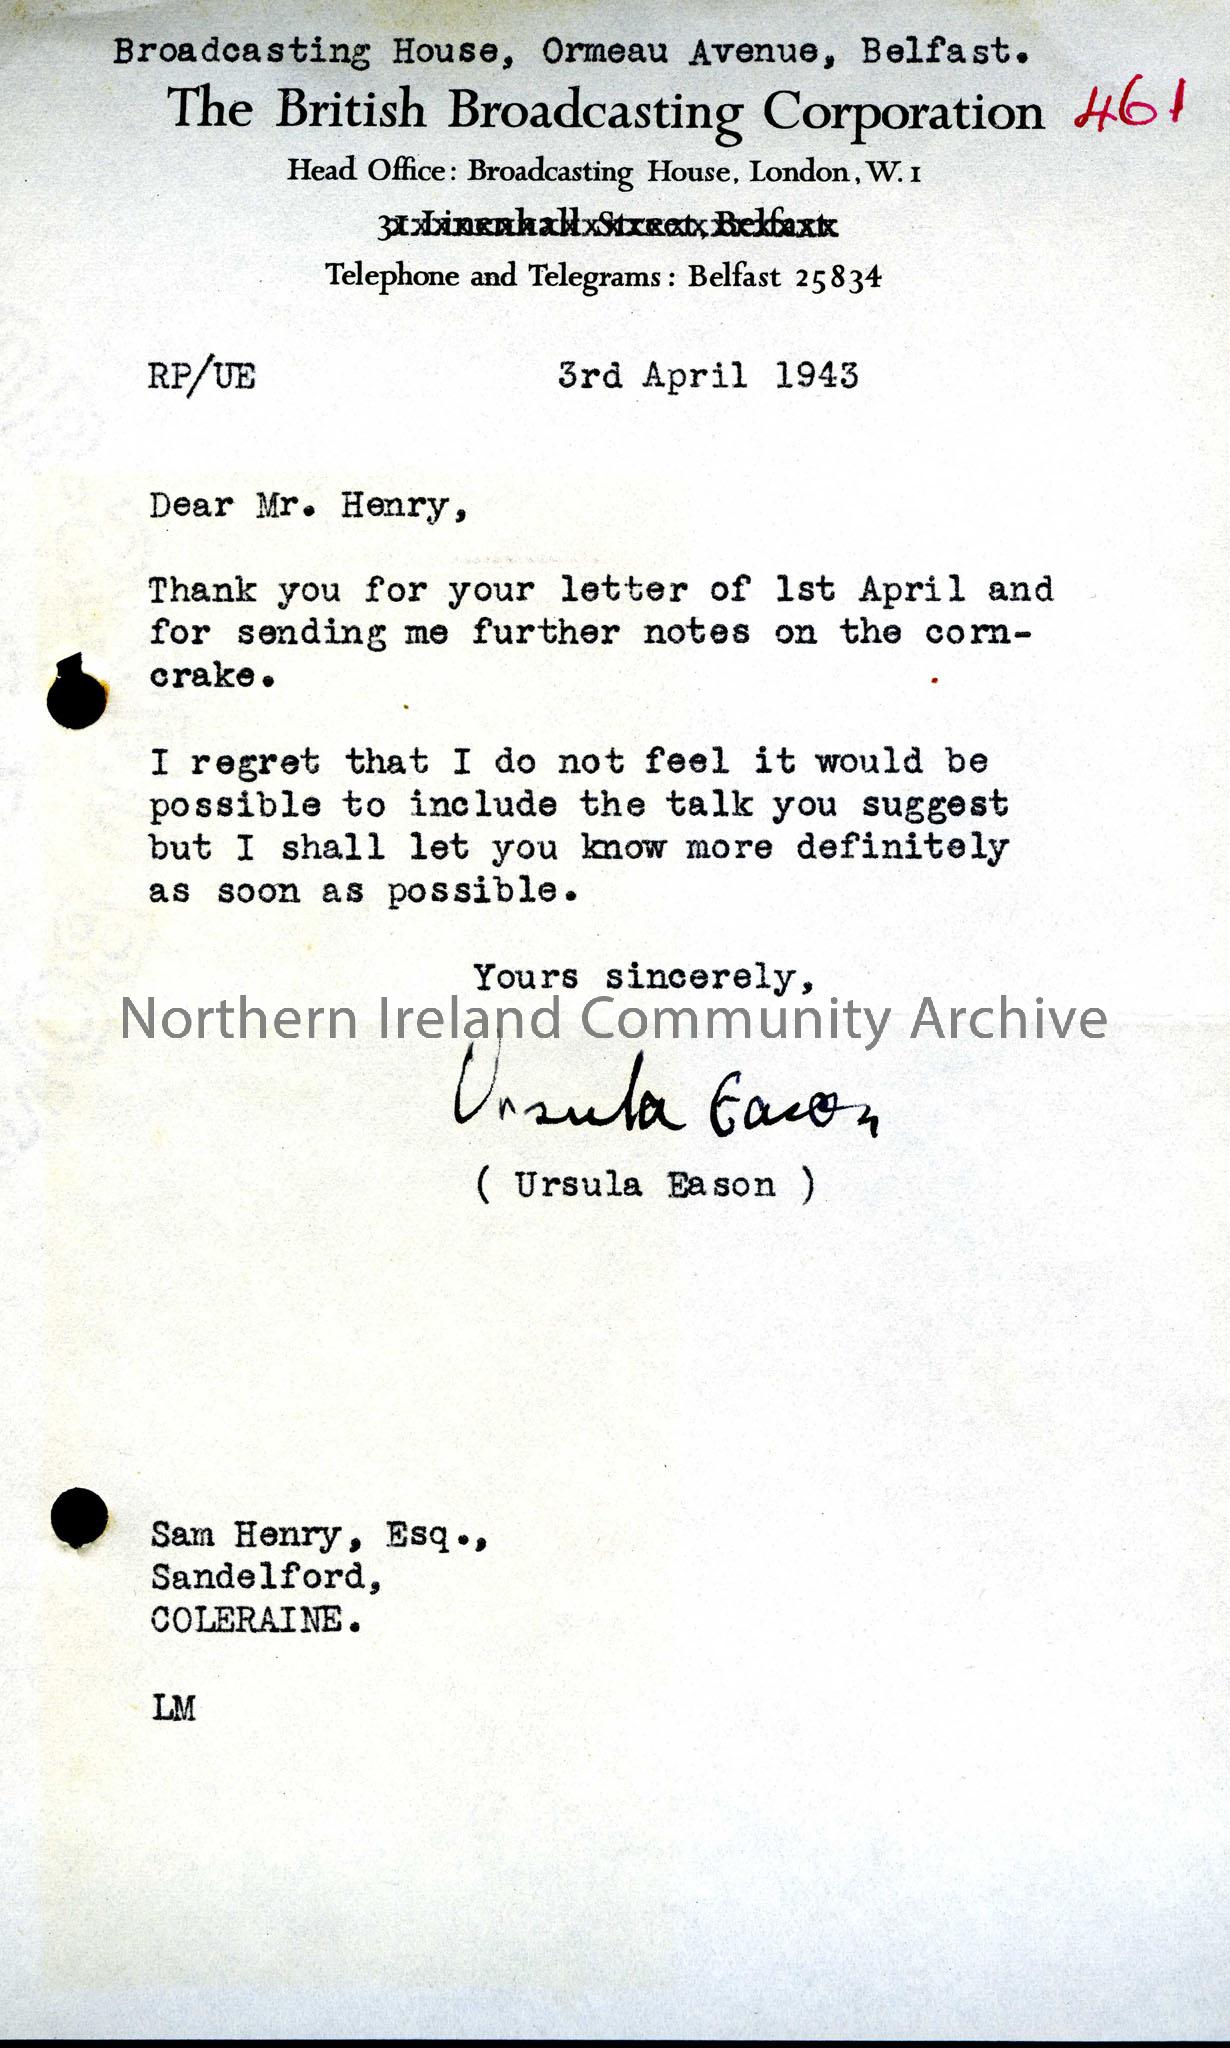 Broadcasting House, Ormeau Avenue, Belfast.
The British Broadcasting Corporation 461
Head Office: Broadcasting House, London, W.1
31 Linenhall Street, Belfast
Telephone and Telegrams: Belfast 25834
RP/UE 3rd April 1943
Dear Mr. Henry,
Thank you for your letter of 1st April and
for sending me further notes on the corn-
crake.
I regret that I do not feel it would be
possible to include the talk you suggest
but I shall let you know more definitely
as soon as possible.
Yours sincerely,
Northern Ireland Community Archive
Ursula Eason
( Ursula Eason )
Sam Henry, Esq.,
Sandelford,
COLERAINE.
LM